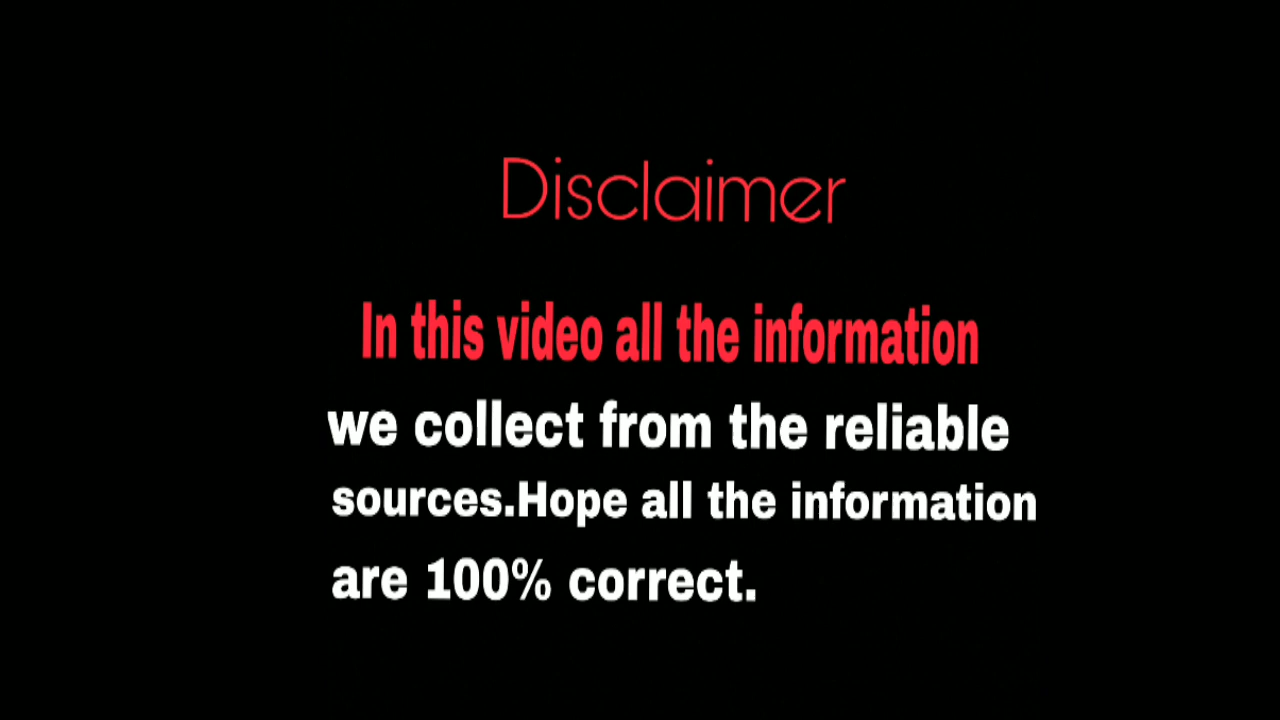 Disclaimer
In this video all the information
we collect from the reliable
sources.Hope all the information
are 100% correct.